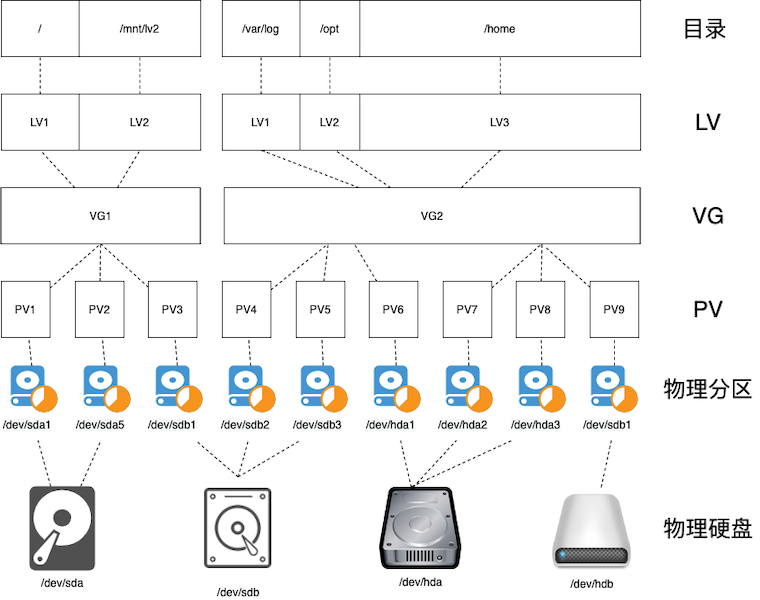 / /mnt/lv2 /var/log /opt /home 目录
LV1 LV2 LV1 LV2 LV3 LV
VG1 VG2 VG
PV1 PV2 PV3 PV4 PV5 PV6 PV7 PV8 PV9 PV
物理分区
/dev/sda1 /dev/sda5 /dev/sdb1 /dev/sdb2 /dev/sdb3 /dev/hda1 /dev/hda2 /dev/hda3 /dev/sdb1
物理硬盘
/dev/sda /dev/sdb /dev/hda /dev/hdb